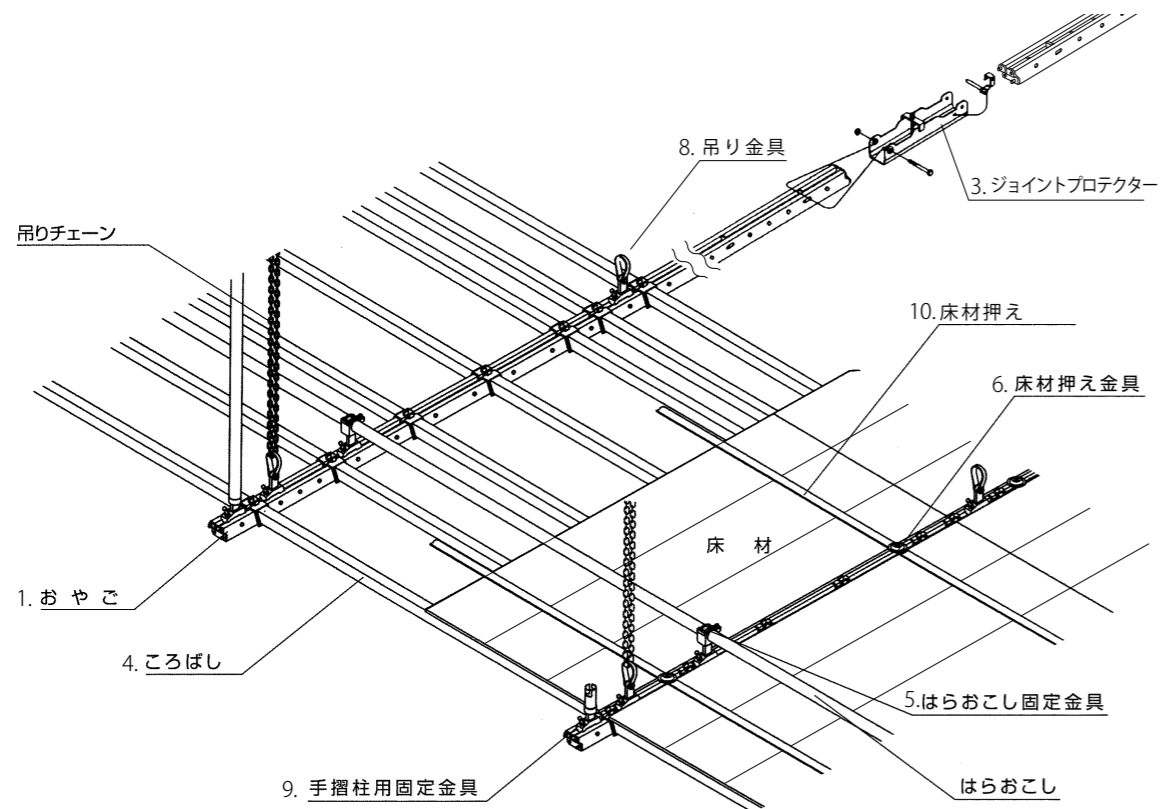 8. 吊り金具
3. ジョイントプロテクター
吊りチェーン
10. 床材押え
6. 床材押え金具
床 材
1. おやご
4. ころばし
5. はらおこし固定金具
9. 手摺柱用固定金具
はらおこし